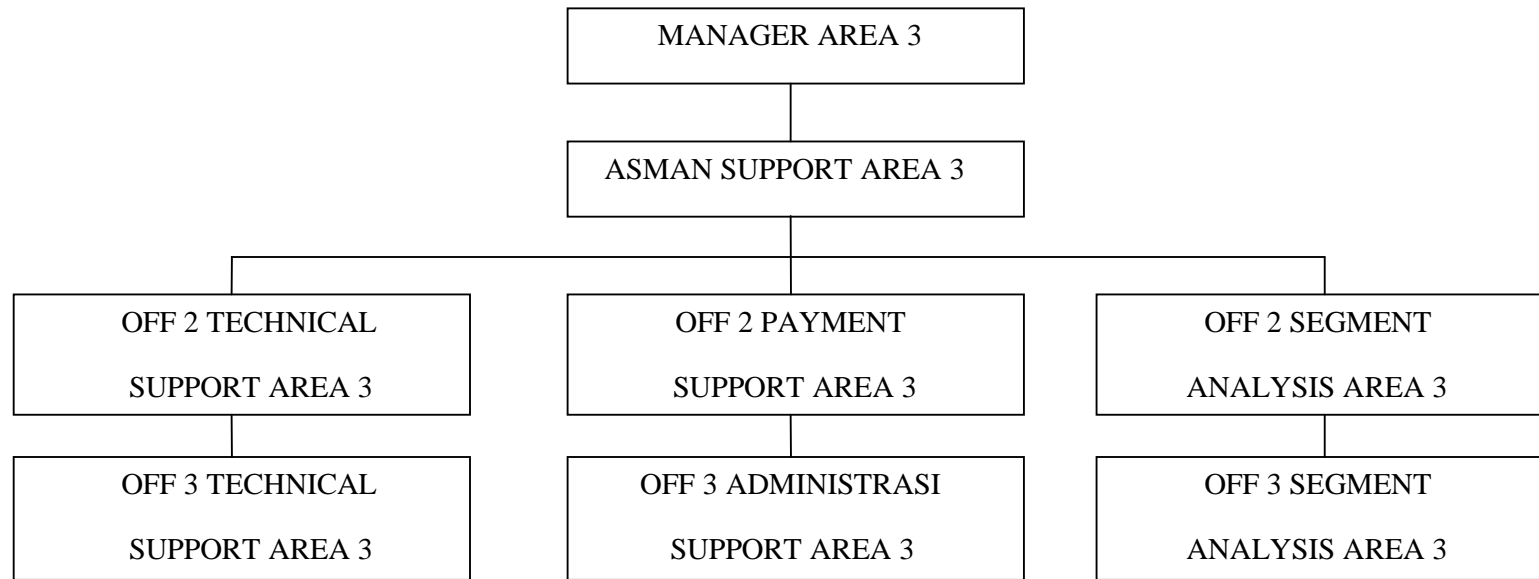 MANAGER AREA 3
ASMAN SUPPORT AREA 3
OFF 2 TECHNICAL
SUPPORT AREA 3
OFF 2 PAYMENT
SUPPORT AREA 3
OFF 2 SEGMENT
ANALYSIS AREA 3
OFF 3 TECHNICAL
SUPPORT AREA 3
OFF 3 ADMINISTRASI
SUPPORT AREA 3
OFF 3 SEGMENT
ANALYSIS AREA 3